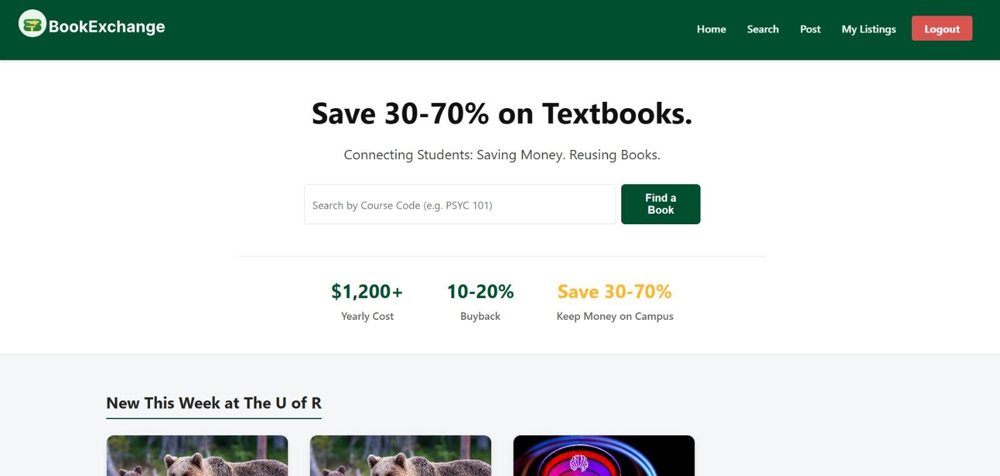 BookExchange
Home
Search
Post
My Listings
Logout
Save 30-70% on Textbooks.
Connecting Students: Saving Money. Reusing Books.
Search by Course Code (e.g. PSYC 101)
Find a
Book
$1,200+
Yearly Cost
10-20%
Buyback
Save 30-70%
Keep Money on Campus
New This Week at The U of R